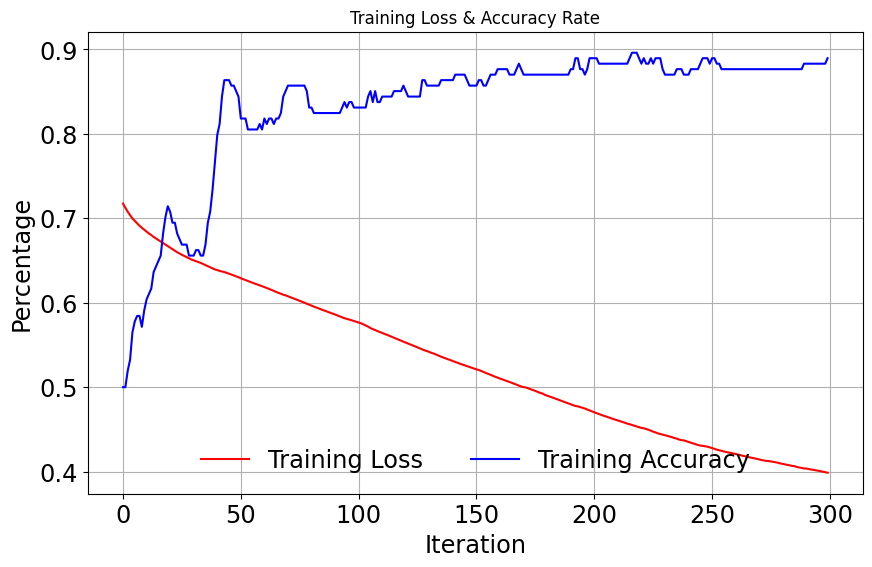 Training Loss & Accuracy Rate
Percentage
0.9
0.8
0.7
0.6
0.5
0.4
Training Loss
Training Accuracy
0 50 100 150 200 250 300
Iteration